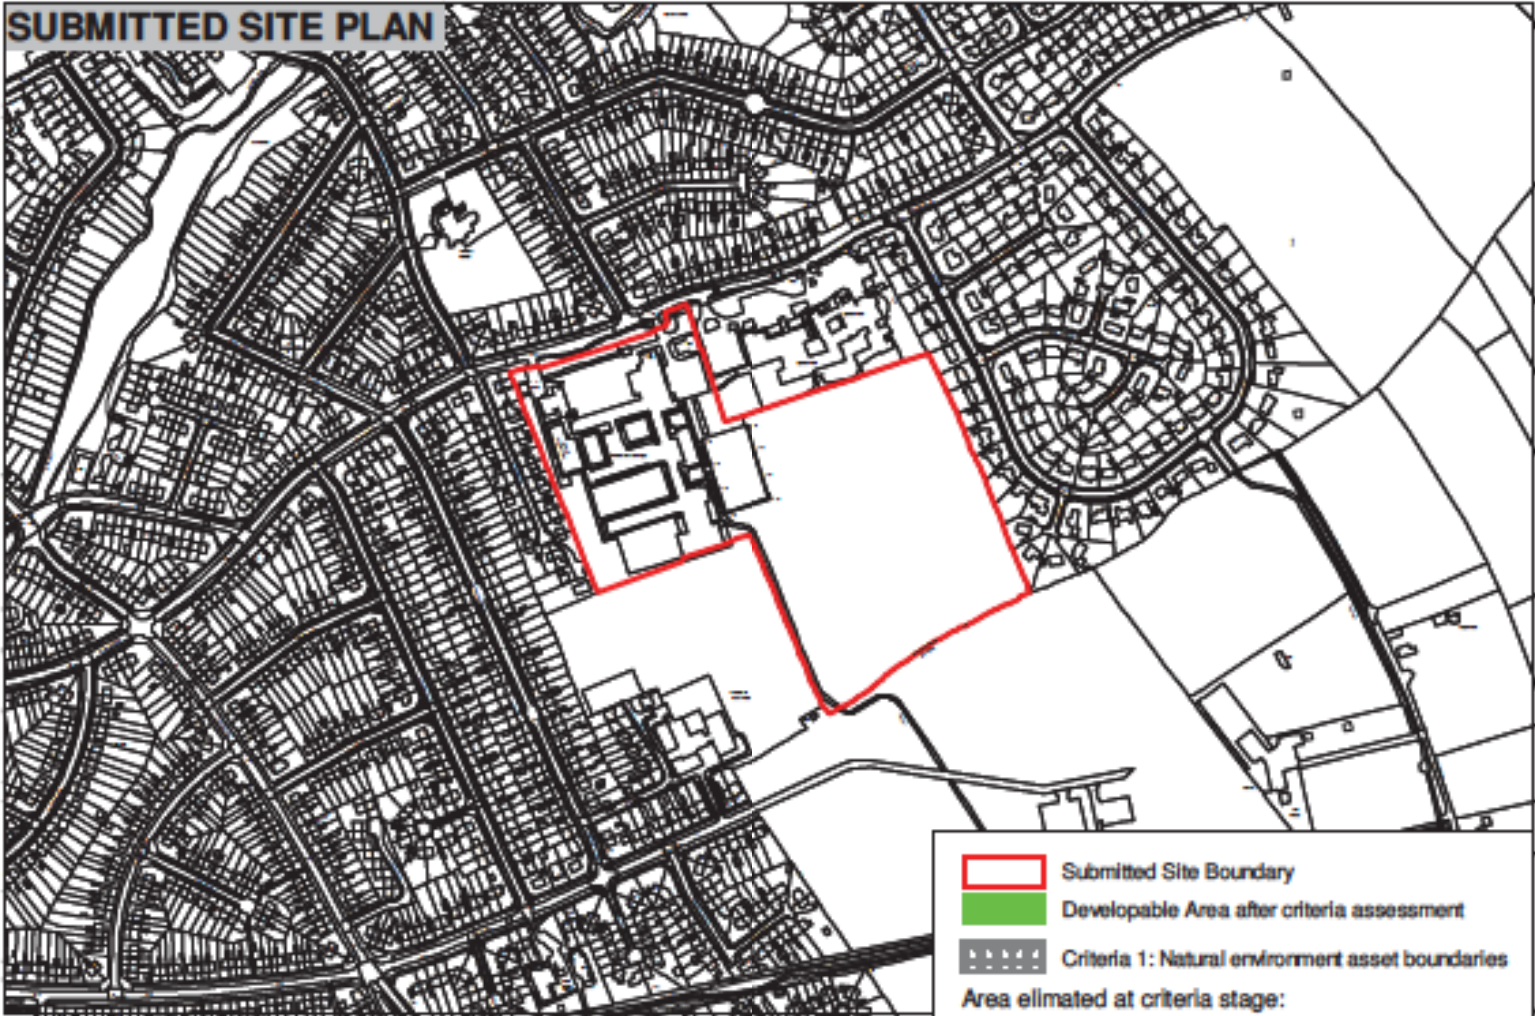 SUBMITTED SITE PLAN
Submitted Site Boundary
Developable Area after criteria assessment
Criteria 1: Natural environment asset boundaries
Area elimated at criteria stage: